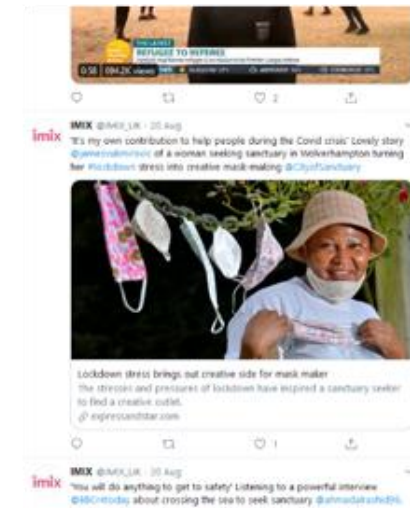 THE LATEST
REFUGEE TO REFEREE
0:58
views
2
imix
IMIX @IMIX_UK · 20 Aug
'It's my own contribution to help people during the Covid crisis' Lovely story
of a woman seeking sanctuary in Wolverhampton turning
her #lockdown stress into creative mask-making @CityofSanctuary
Lockdown stress brings out creative side for mask maker
The stresses and pressures of lockdown have inspired a sanctuary seeker
to find a creative outlet.
expressandstar.com
1
imix
IMIX @IMIX_UK · 20 Aug
'You will do anything to get to safety' Listening to a powerful interview
@BBCrttoday about crossing the sea to seek sanctuary